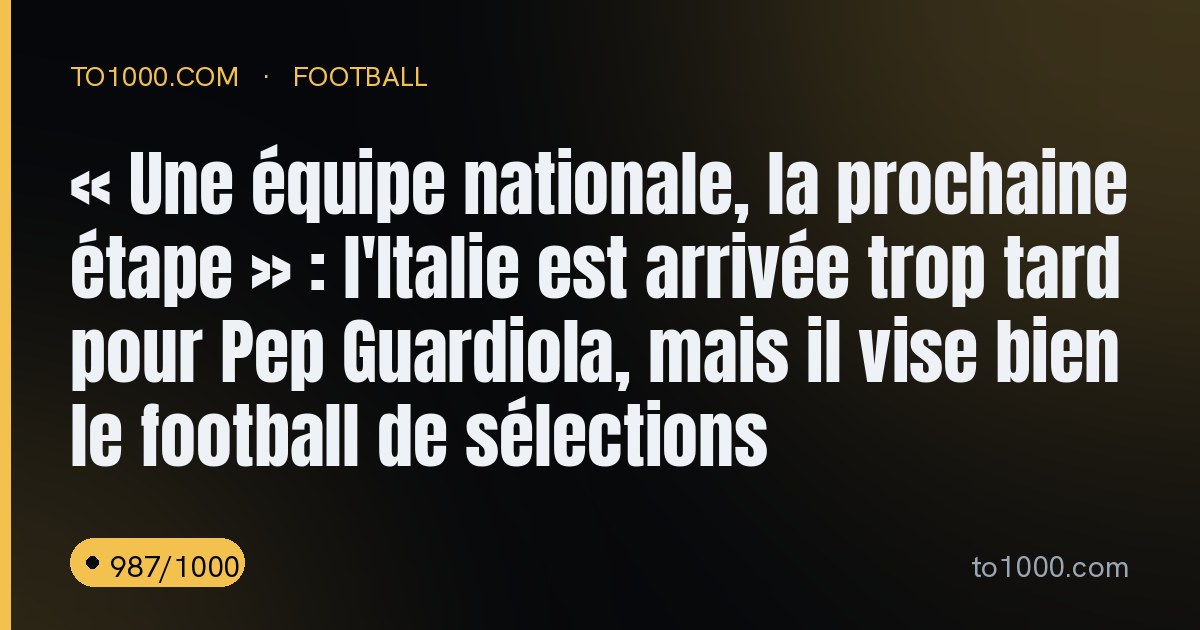 TO1000.COM · FOOTBALL
« Une équipe nationale, la prochaine
étape » : l'Italie est arrivée trop tard
pour Pep Guardiola, mais il vise bien
le football de sélections
987/1000
to1000.com